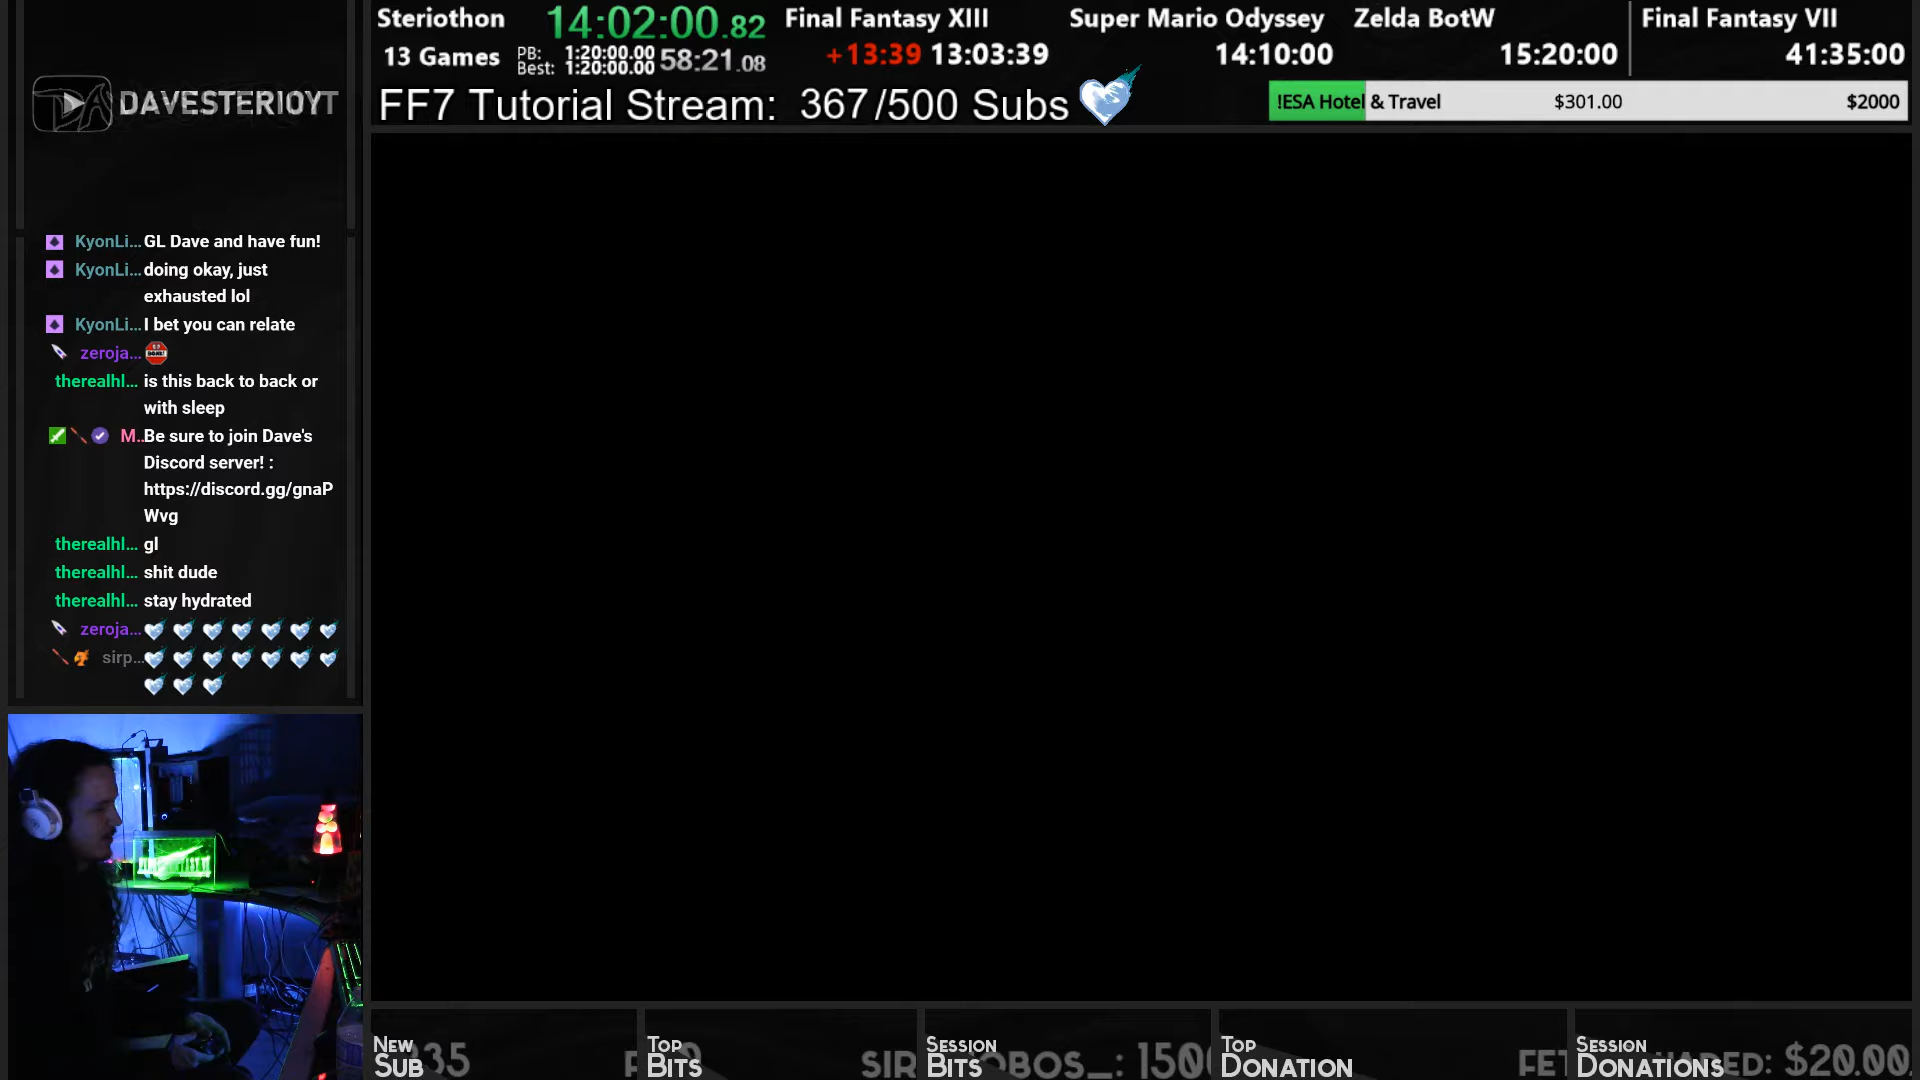 Steriothon
13 Games
14:02:00.82
PB: 1:20:00.00
Best: 1:20:00.00
58:21.08
Final Fantasy XIII
+13:39 13:03:39
Super Mario Odyssey
14:10:00
Zelda BotW
15:20:00
Final Fantasy VII
41:35:00
FF7 Tutorial Stream: 367/500 Subs
!ESA Hotel & Travel $301.00 $2000
DAVESTERIOYT
KyonLi... GL Dave and have fun!
KyonLi... doing okay, just
exhausted lol
KyonLi... I bet you can relate
zeroja...
therealhl... is this back to back or
with sleep
M... Be sure to join Dave's
Discord server! :
https://discord.gg/gnaP
Wvg
therealhl... gl
therealhl... shit dude
therealhl... stay hydrated
zeroja...
sirp...
New
Sub
35
Top
Bits
Session
Bits
Top
Donation
Session
Donations
$20.00